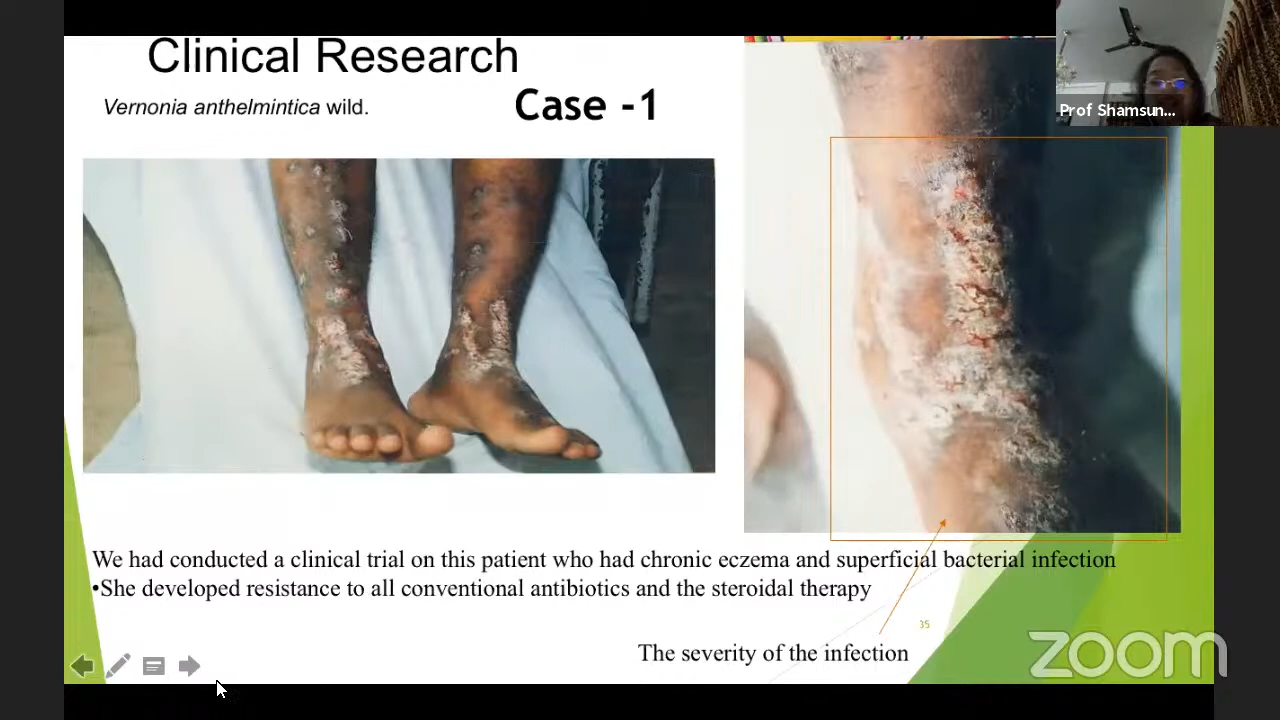 Clinical Research
Vernonia anthelmintica wild.
Case -1
Prof Shamsun...
We had conducted a clinical trial on this patient who had chronic eczema and superficial bacterial infection
•She developed resistance to all conventional antibiotics and the steroidal therapy
35
The severity of the infection
zoom